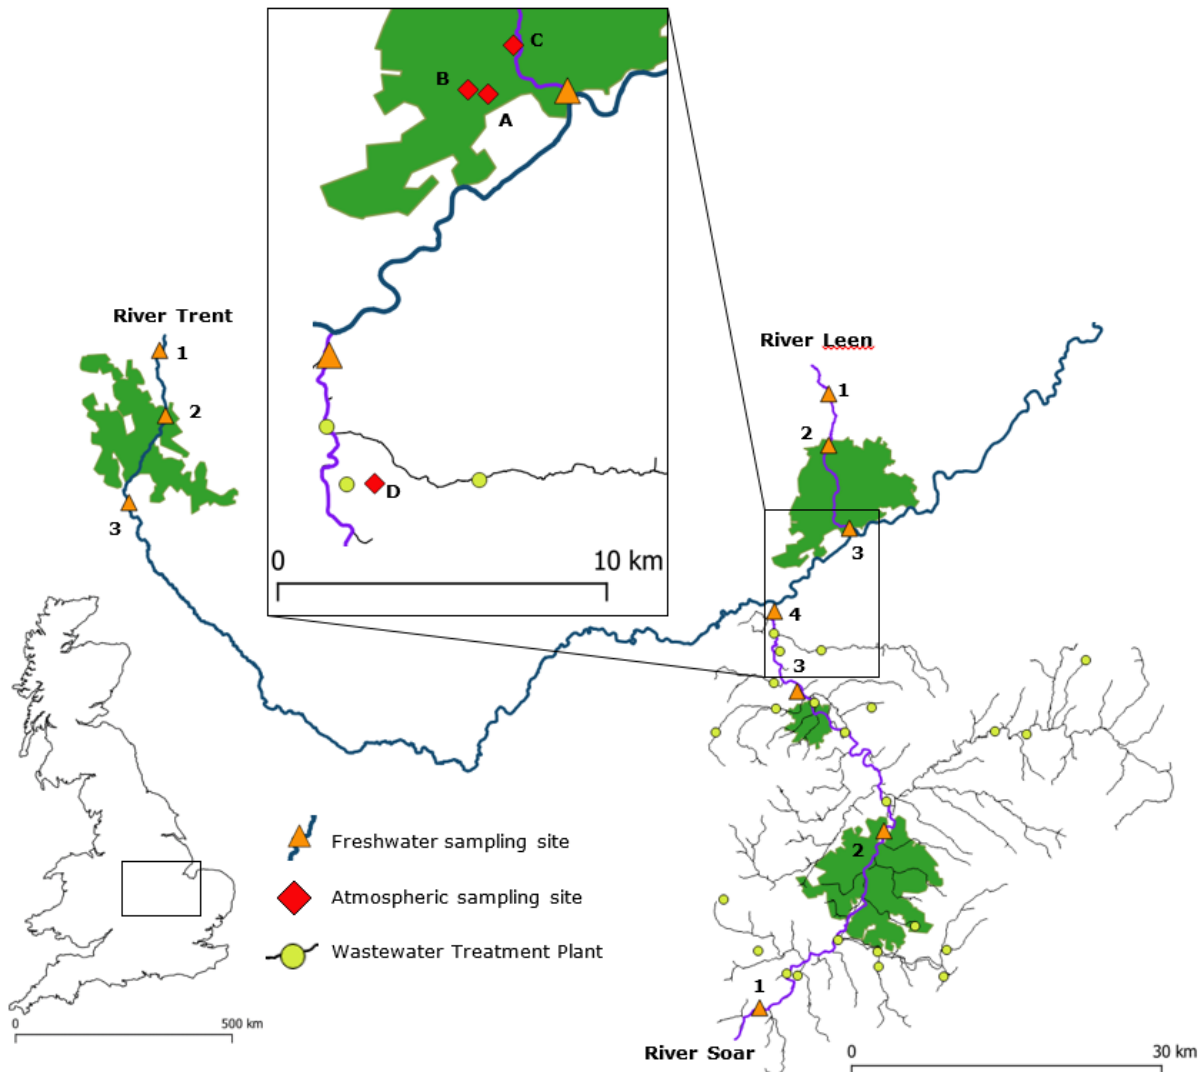 C
B
A
River Trent
1
River Leen
1
2
2
3
D
3
0 10 km
4
3
Freshwater sampling site
2
Atmospheric sampling site
Wastewater Treatment Plant
1
0 500 km
River Soar
0 30 km